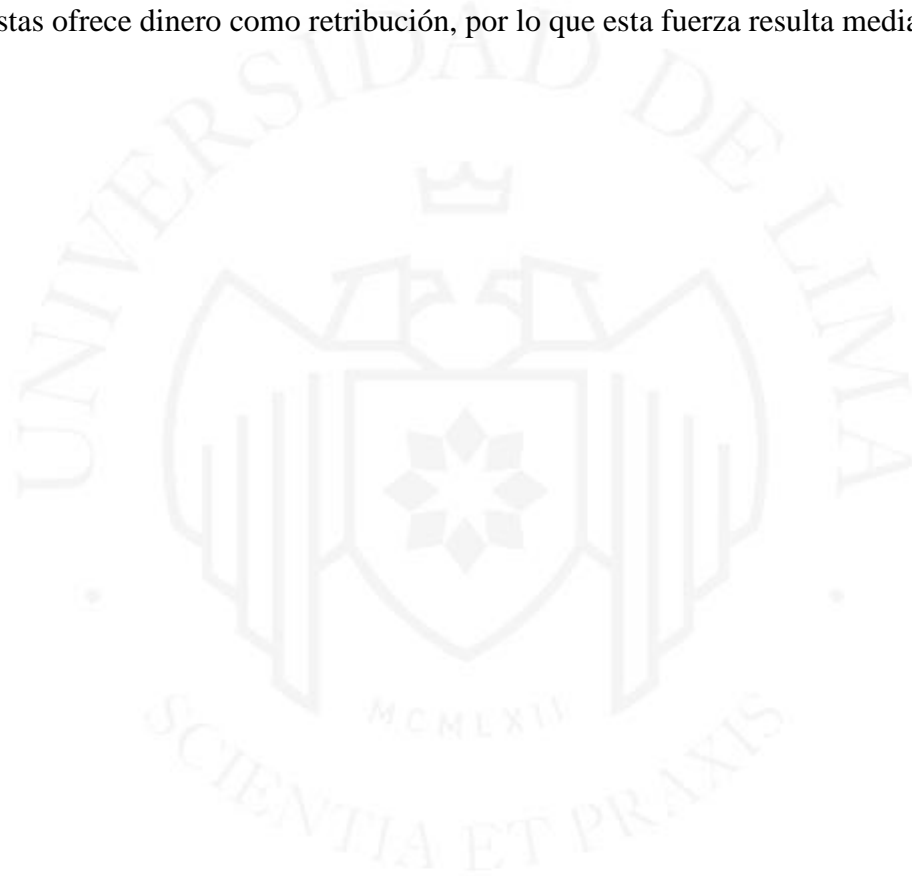 stas ofrece dinero como retribución, por lo que esta fuerza resulta media
UNIVERSIDAD DE LIMA
MCMLXII
SCIENTIA ET PRAXIS